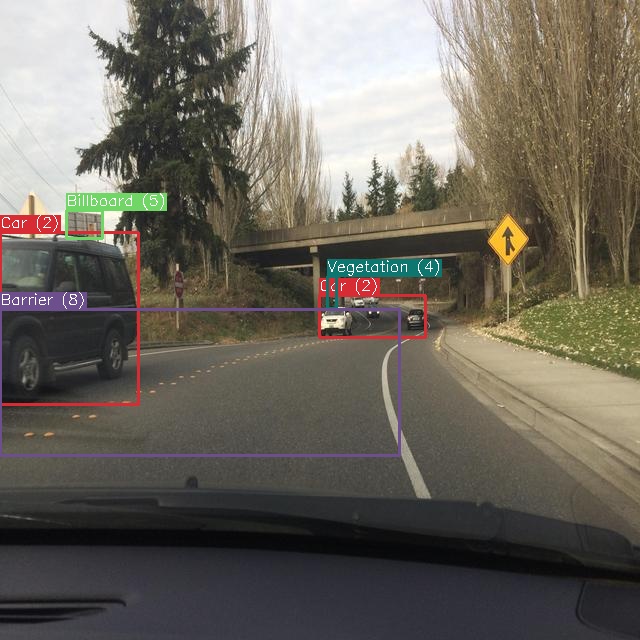 Billboard (5)
Car (2)
Vegetation (4)
Car (2)
Barrier (8)